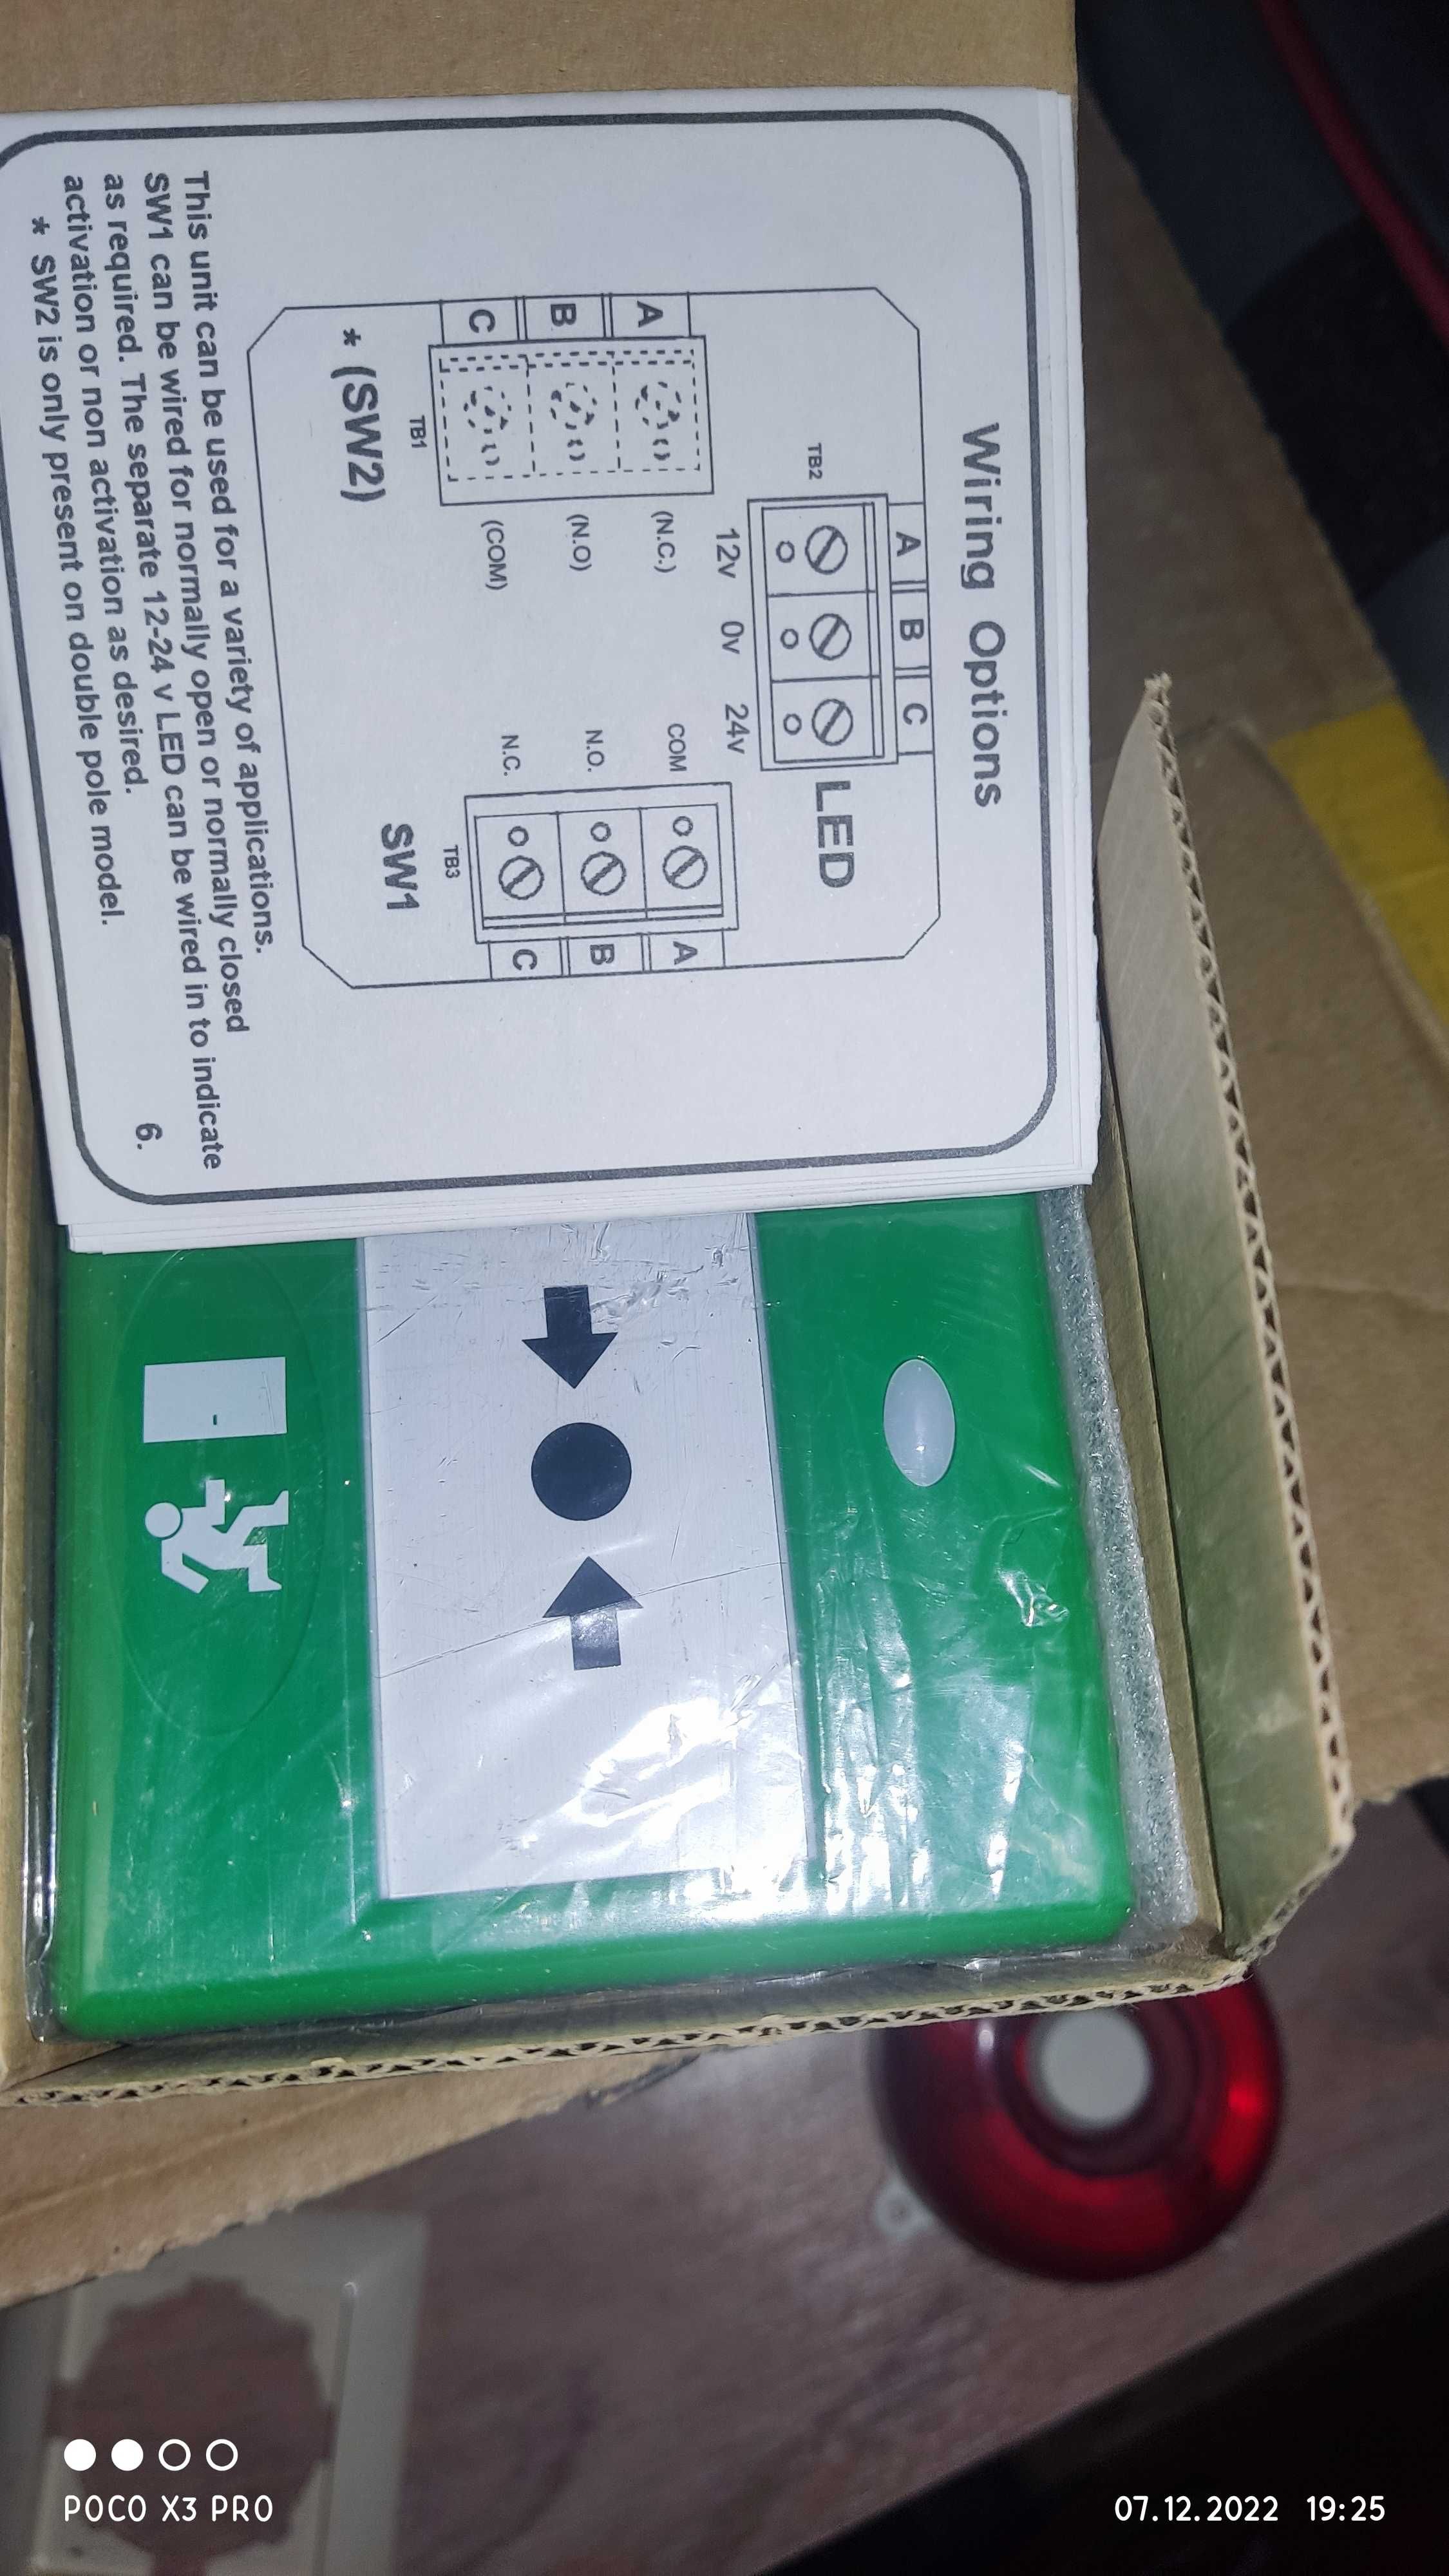 Wiring Options
A B C
TB2
LED
12v 0v 24v
A
(N.C.)
COM
A
B
(N.O)
N.O.
B
C
(COM)
N.C.
C
TB1
TB3
* (SW2)
SW1
This unit can be used for a variety of applications.
SW1 can be wired for normally open or normally closed
as required. The separate 12-24 v LED can be wired in to indicate
activation or non activation as desired.
* SW2 is only present on double pole model.
6.
POCO X3 PRO
07.12.2022 19:25